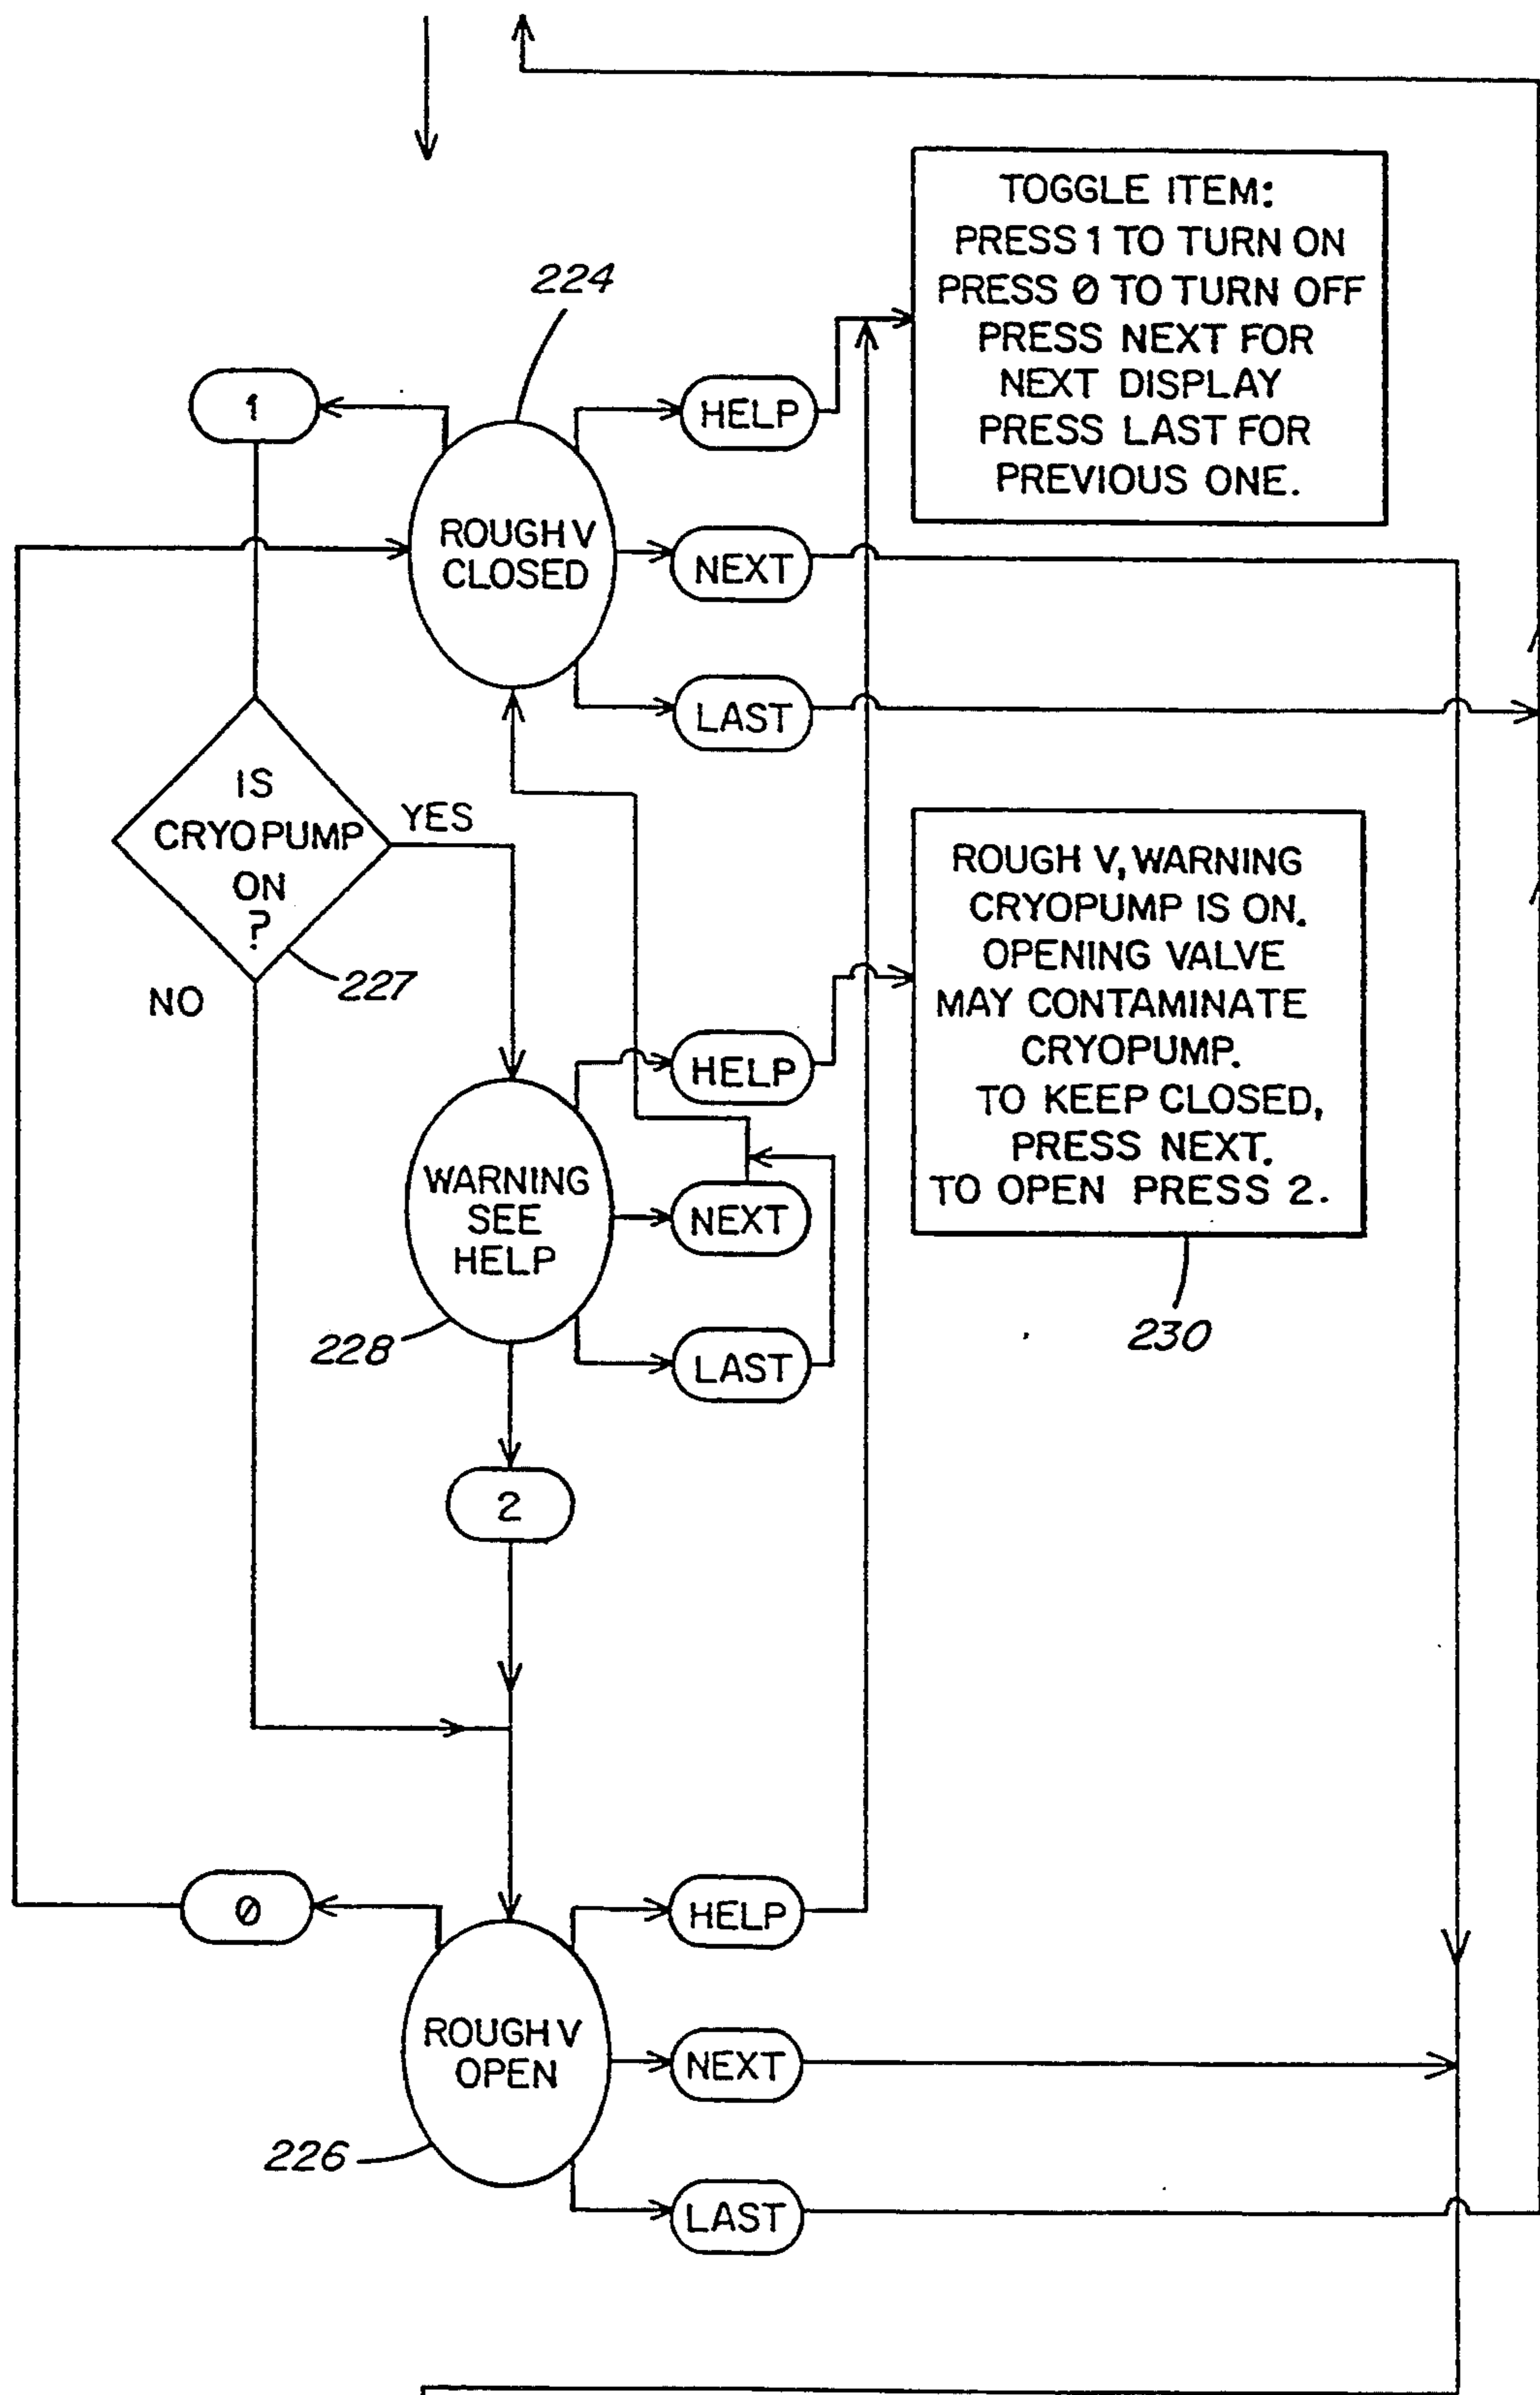 TOGGLE ITEM:
PRESS 1 TO TURN ON
PRESS 0 TO TURN OFF
PRESS NEXT FOR
NEXT DISPLAY
PRESS LAST FOR
PREVIOUS ONE.
224
1
HELP
ROUGH V
CLOSED
NEXT
LAST
IS
CRYOPUMP
ON
?
YES
NO
227
ROUGH V, WARNING
CRYOPUMP IS ON.
OPENING VALVE
MAY CONTAMINATE
CRYOPUMP.
TO KEEP CLOSED,
PRESS NEXT.
TO OPEN PRESS 2.
230
HELP
WARNING
SEE
HELP
NEXT
228
LAST
2
0
HELP
ROUGH V
OPEN
NEXT
226
LAST